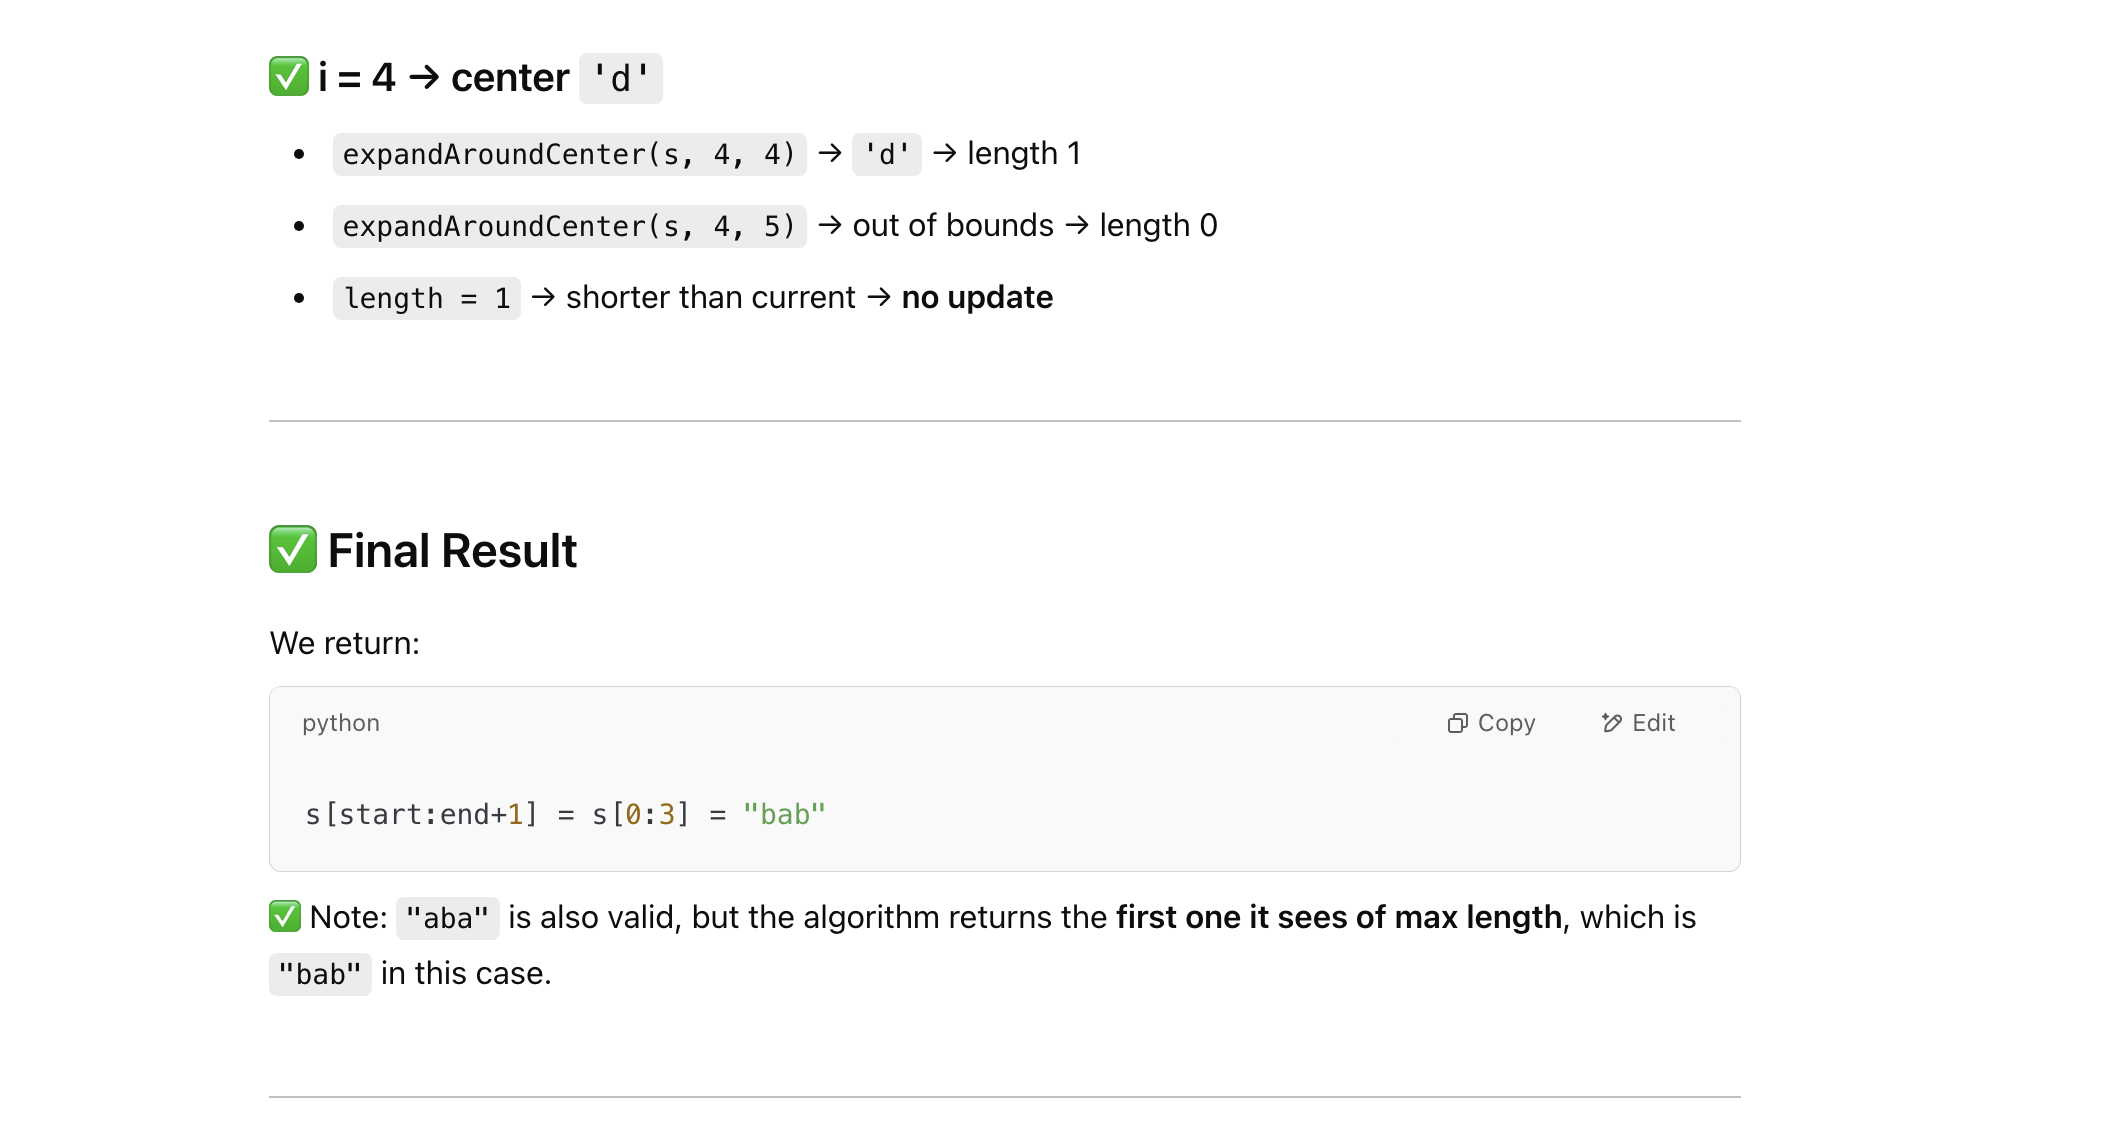 ✅ i = 4 → center 'd'
• expandAroundCenter(s, 4, 4) → 'd' → length 1
• expandAroundCenter(s, 4, 5) → out of bounds → length 0
• length = 1 → shorter than current → no update
✅ Final Result
We return:
python Copy Edit
s[start:end+1] = s[0:3] = "bab"
✅ Note: "aba" is also valid, but the algorithm returns the first one it sees of max length, which is
"bab" in this case.